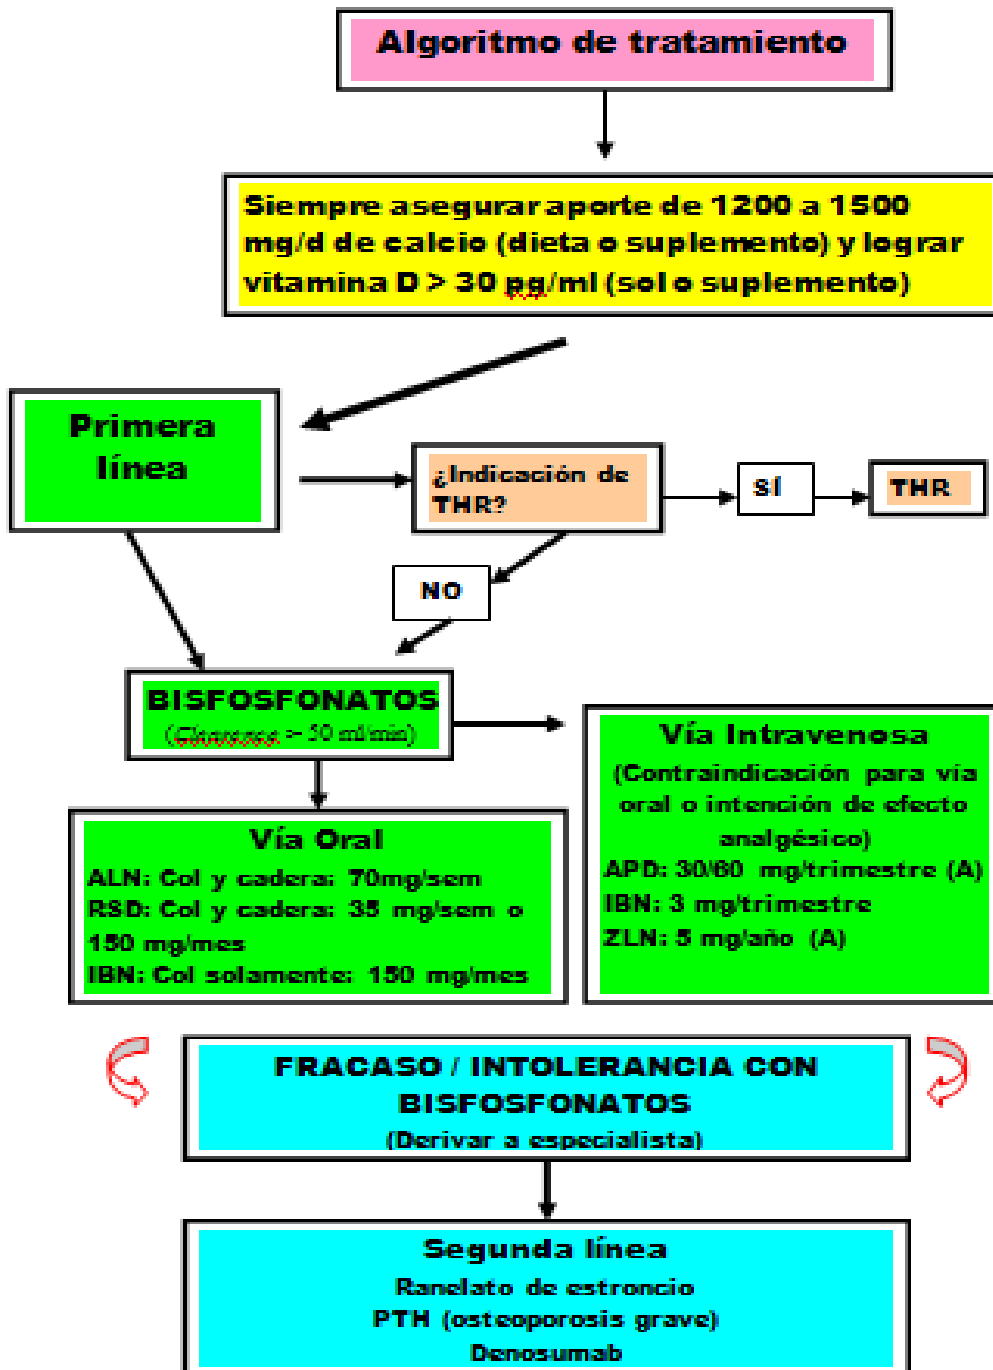 Algoritmo de tratamiento
Siempre asegurar aporte de 1200 a 1500
mg/d de calcio (dieta o suplemento) y lograr
vitamina D > 30 pg/ml (sol o suplemento)
Primera
línea
¿Indicación de
THR?
SÍ
THR
NO
BISFOSFONATOS
(Clearance > 50 ml/min)
Vía Oral
ALN: Col y cadera: 70mg/sem
RSD: Col y cadera: 35 mg/sem o
150 mg/mes
IBN: Col solamente: 150 mg/mes
Vía Intravenosa
(Contraindicación para vía
oral o intención de efecto
analgésico)
APD: 30/60 mg/trimestre (A)
IBN: 3 mg/trimestre
ZLN: 5 mg/año (A)
FRACASO / INTOLERANCIA CON
BISFOSFONATOS
(Derivar a especialista)
Segunda línea
Ranelato de estroncio
PTH (osteoporosis grave)
Denosumab